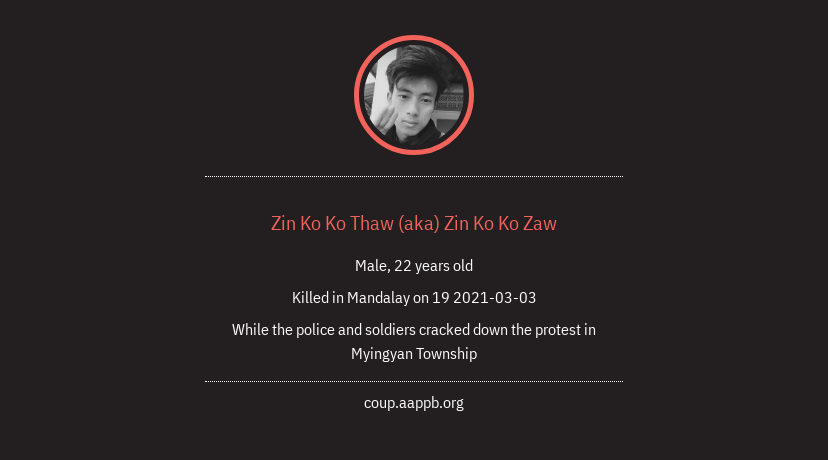 Zin Ko Ko Thaw (aka) Zin Ko Ko Zaw
Male, 22 years old
Killed in Mandalay on 19 2021-03-03
While the police and soldiers cracked down the protest in
Myingyan Township
coup.aappb.org